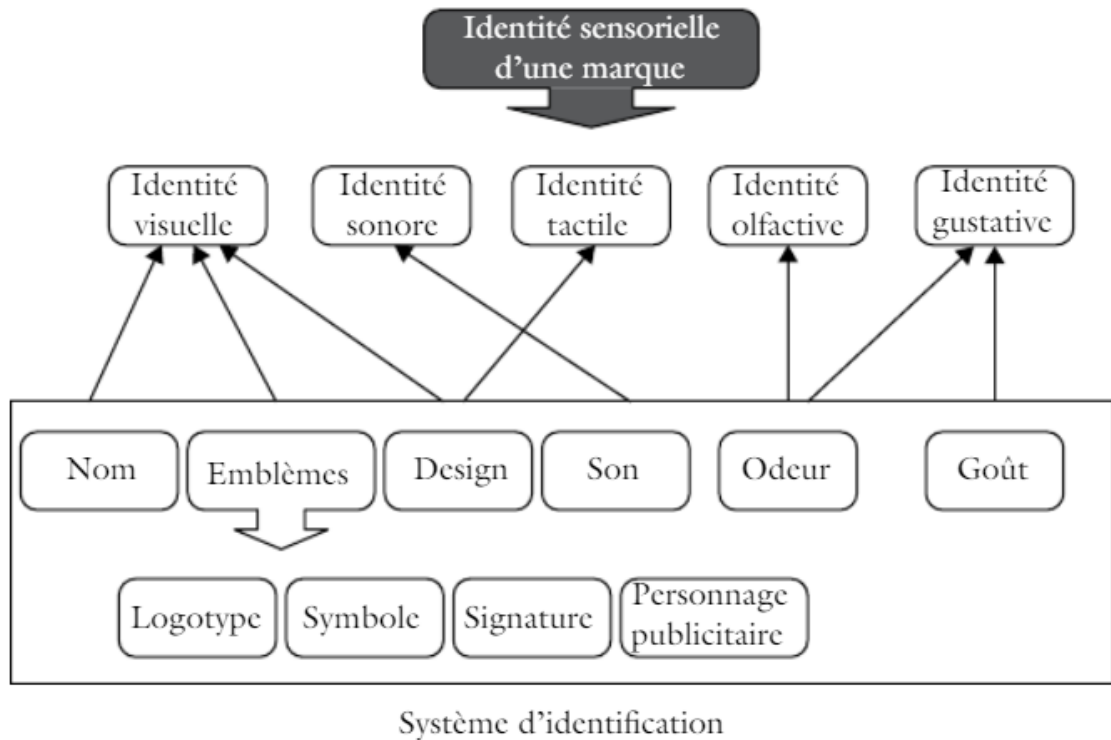 Identité sensorielle
d'une marque
Identité
visuelle
Identité
sonore
Identité
tactile
Identité
olfactive
Identité
gustative
Nom
Emblèmes
Design
Son
Odeur
Goût
Logotype
Symbole
Signature
Personnage
publicitaire
Système d'identification